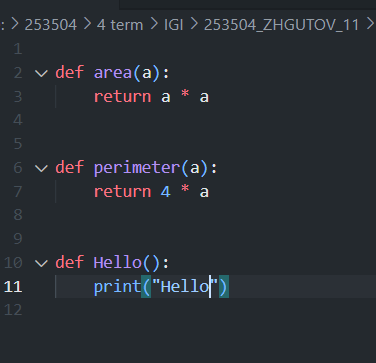 : > 253504 > 4 term > IGI > 253504_ZHGUTOV_11 >
1
2 def area(a):
3     return a * a
4
5
6 def perimeter(a):
7     return 4 * a
8
9
10 def Hello():
11     print("Hello")
12